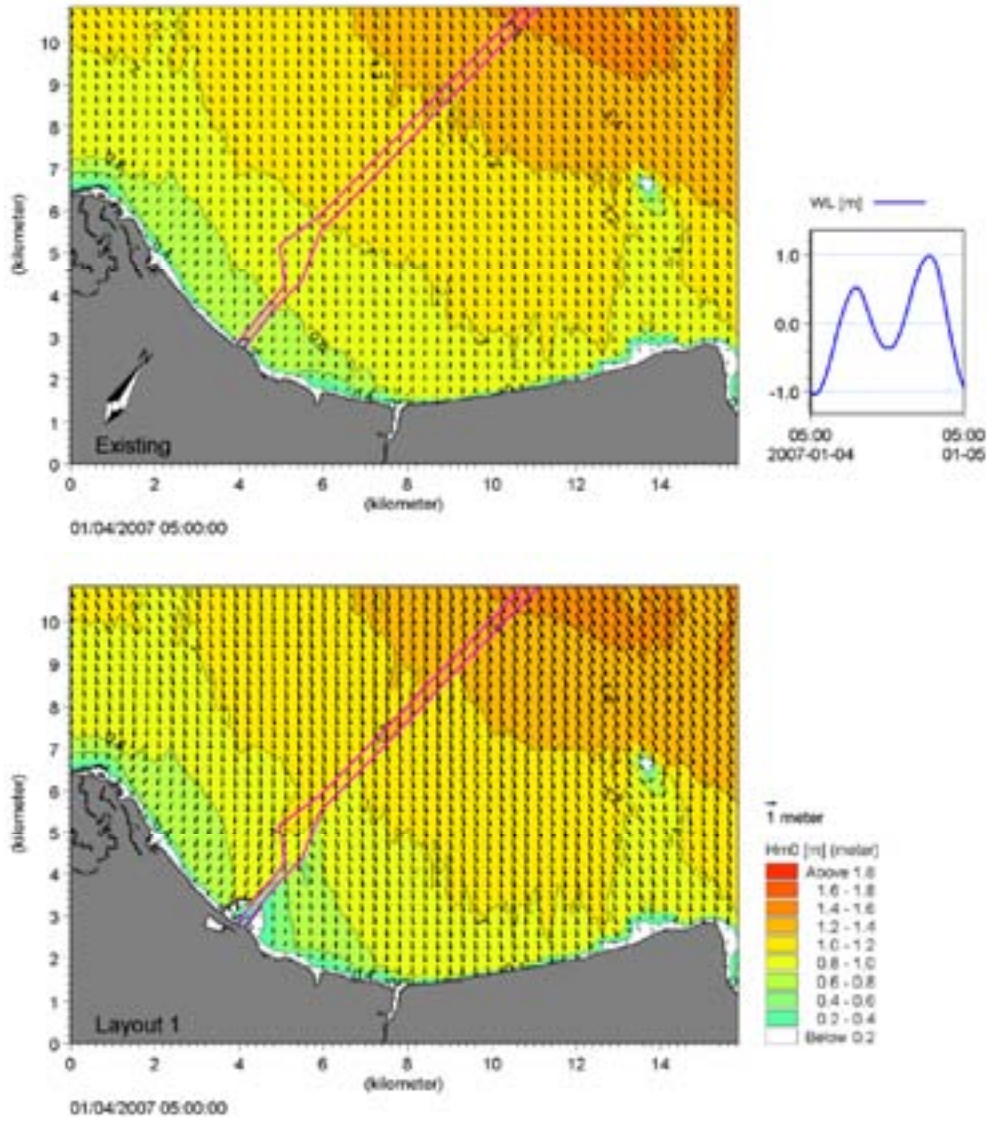 10
9
8
7
6
5
4
3
2
1
0
(kilometer)
N
Existing
0 2 4 6 8 10 12 14
(kilometer)
01/04/2007 05:00:00
WL [m]
1.0
0.0
-1.0
05:00 05:00
2007-01-04 01-05
10
9
8
7
6
5
4
3
2
1
0
(kilometer)
Layout 1
0 2 4 6 8 10 12 14
(kilometer)
01/04/2007 05:00:00
1 meter
Hm0 [m] (meter)
Above 1.8
1.6 - 1.8
1.4 - 1.6
1.2 - 1.4
1.0 - 1.2
0.8 - 1.0
0.6 - 0.8
0.4 - 0.6
0.2 - 0.4
Below 0.2